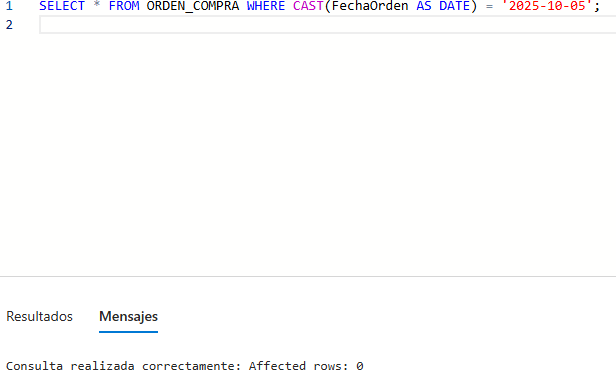 1 SELECT * FROM ORDEN_COMPRA WHERE CAST(FechaOrden AS DATE) = '2025-10-05';
2
Resultados Mensajes
Consulta realizada correctamente: Affected rows: 0